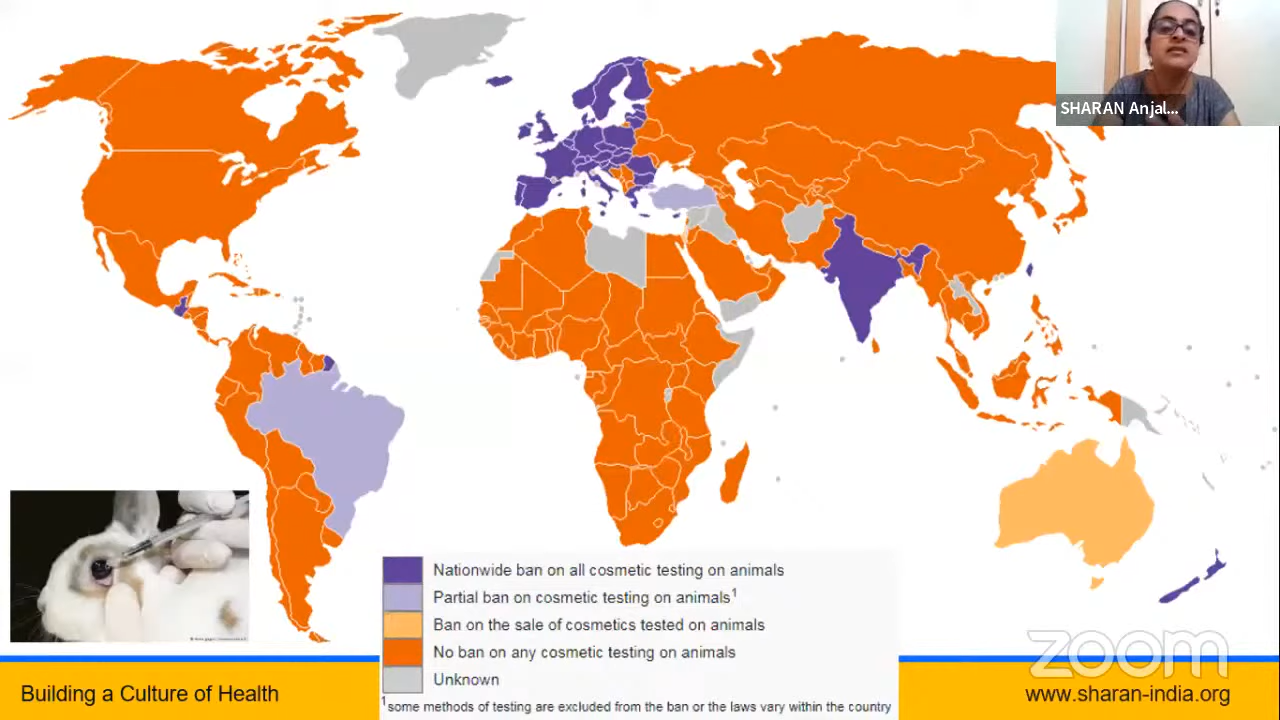 SHARAN Anjal...
Nationwide ban on all cosmetic testing on animals
Partial ban on cosmetic testing on animals1
Ban on the sale of cosmetics tested on animals
No ban on any cosmetic testing on animals
Unknown
1some methods of testing are excluded from the ban or the laws vary within the country
zoom
Building a Culture of Health
www.sharan-india.org